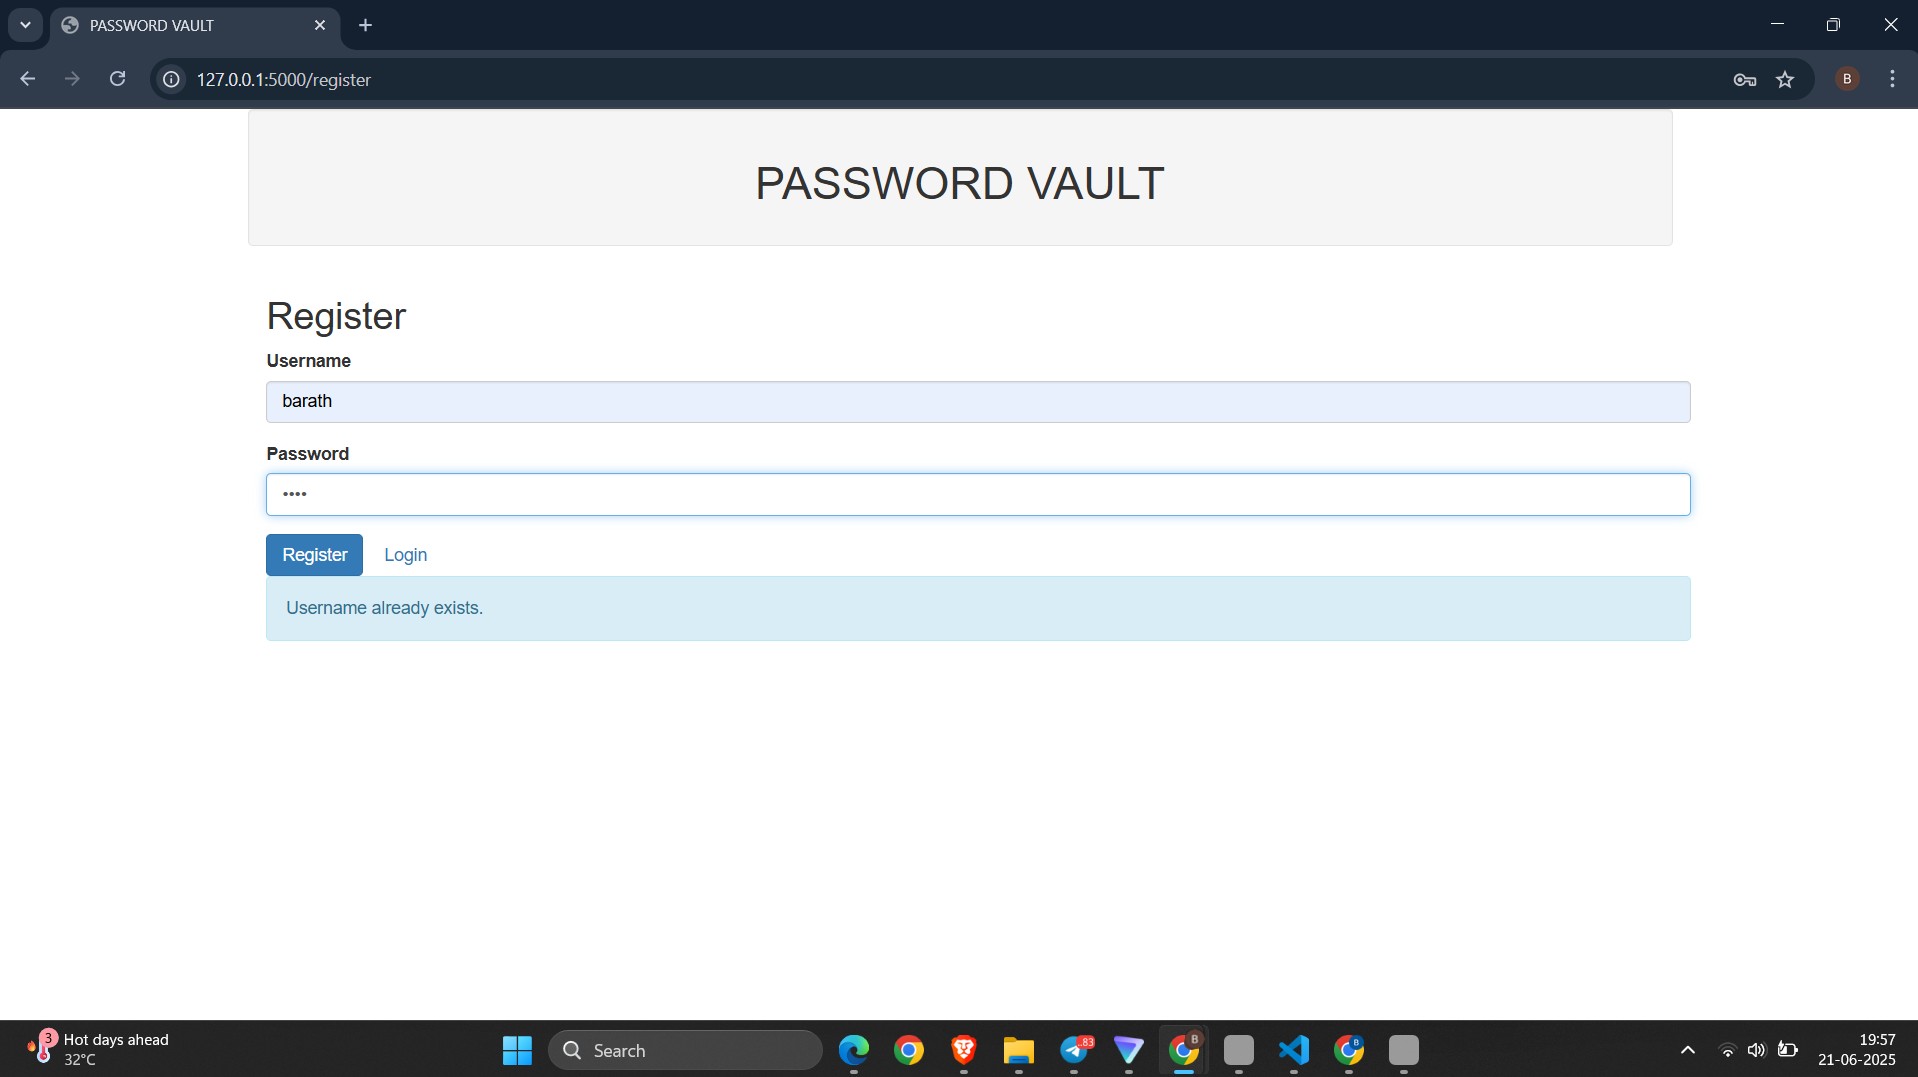 PASSWORD VAULT
127.0.0.1:5000/register
B
PASSWORD VAULT
Register
Username
barath
Password
••••
Register Login
Username already exists.
3
Hot days ahead
32°C
Search
..83
B
B
19:57
21-06-2025